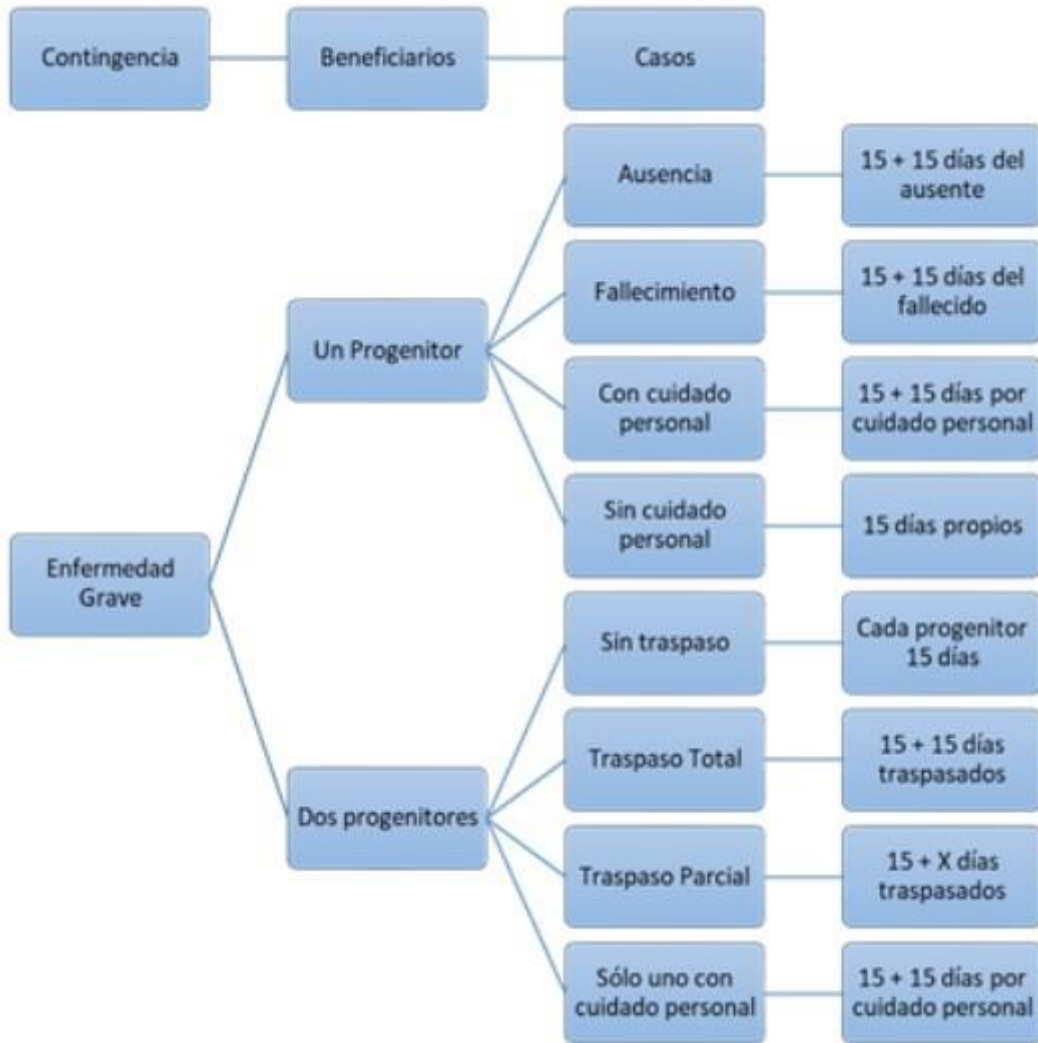 Contingencia
Beneficiarios
Casos
Enfermedad
Grave
Un Progenitor
Ausencia
15 + 15 días del
ausente
Fallecimiento
15 + 15 días del
fallecido
Con cuidado
personal
15 + 15 días por
cuidado personal
Sin cuidado
personal
15 días propios
Dos progenitores
Sin traspaso
Cada progenitor
15 días
Traspaso Total
15 + 15 días
traspasados
Traspaso Parcial
15 + X días
traspasados
Sólo uno con
cuidado personal
15 + 15 días por
cuidado personal